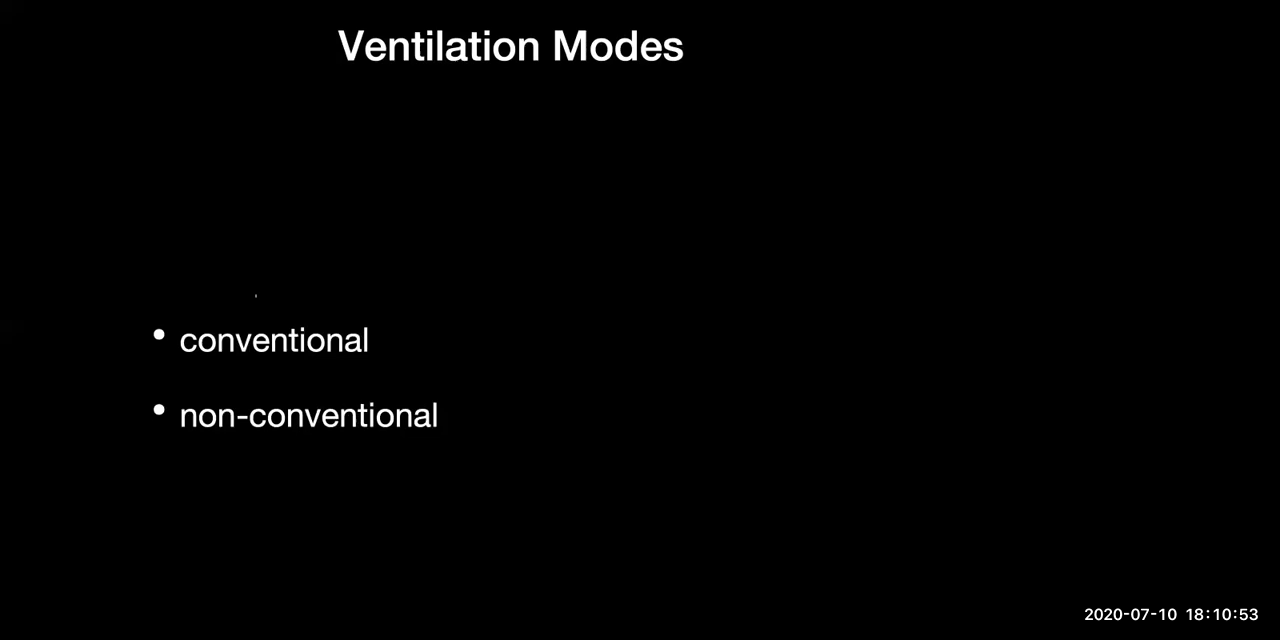 Ventilation Modes
• conventional
• non-conventional
2020-07-10 18:10:53